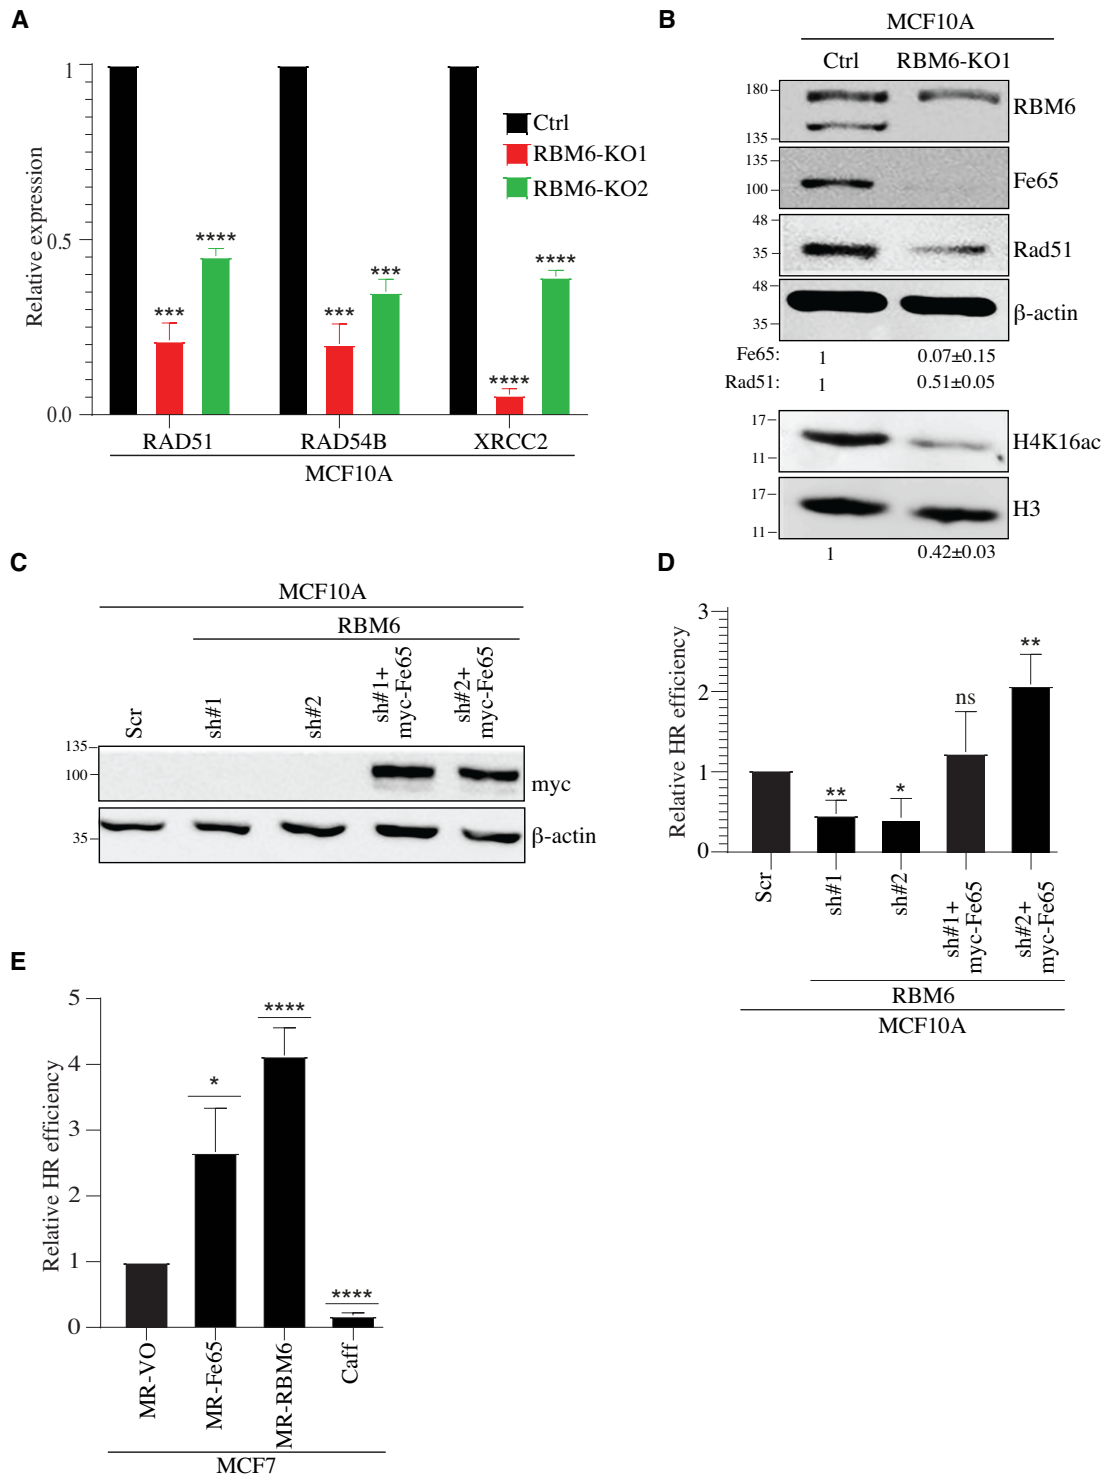 A
1
0.5
0.0
Relative expression
Ctrl
RBM6-KO1
RBM6-KO2
***
****
***
***
****
****
RAD51
RAD54B
XRCC2
MCF10A
B
MCF10A
Ctrl
RBM6-KO1
180
135
RBM6
135
100
Fe65
48
35
Rad51
48
35
β-actin
Fe65: 1 0.07±0.15
Rad51: 1 0.51±0.05
17
11
H4K16ac
17
11
H3
1 0.42±0.03
C
MCF10A
RBM6
Scr
sh#1
sh#2
sh#1+
myc-Fe65
sh#2+
myc-Fe65
135
100
myc
35
β-actin
D
3
2
1
0
Relative HR efficiency
**
*
ns
**
Scr
sh#1
sh#2
sh#1+
myc-Fe65
sh#2+
myc-Fe65
RBM6
MCF10A
E
5
4
3
2
1
0
Relative HR efficiency
*
****
****
MR-VO
MR-Fe65
MR-RBM6
Caff
MCF7